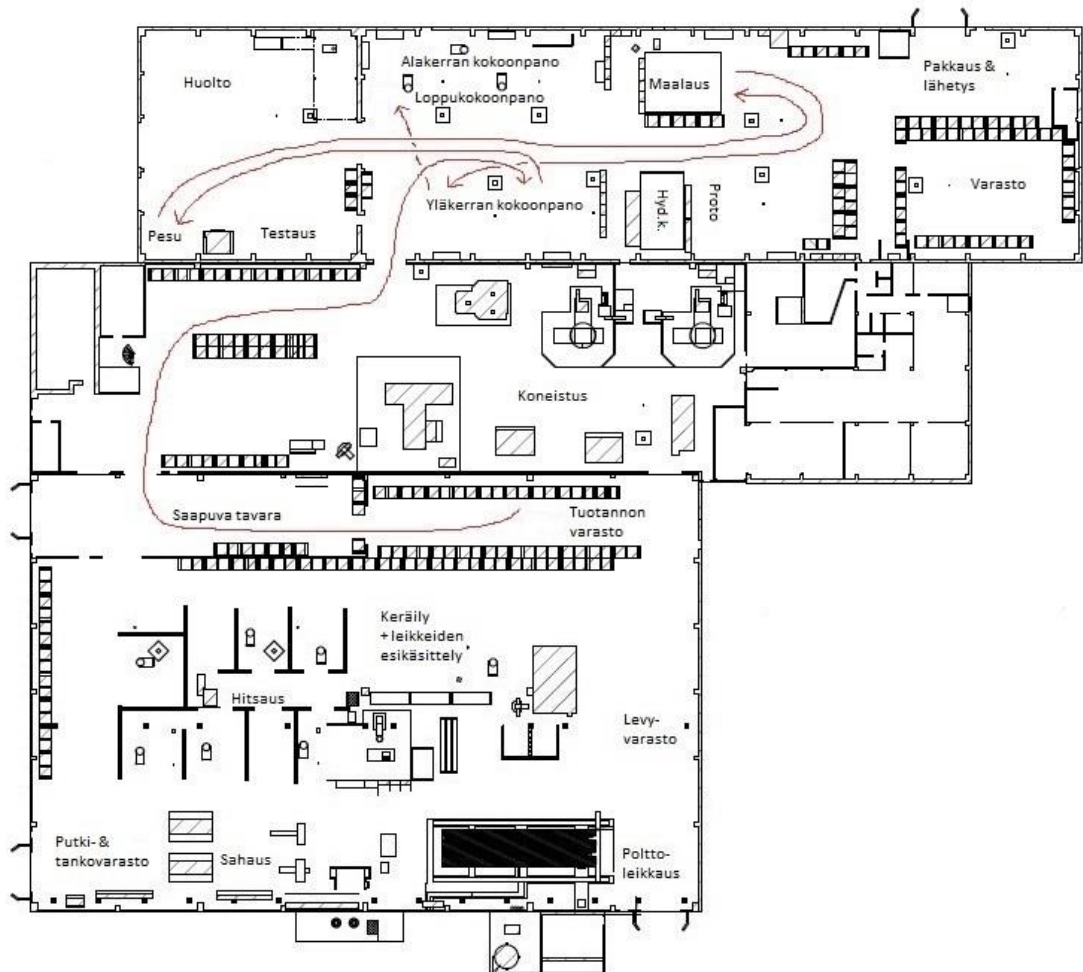 Huolto
Alakerran kokoonpano
Loppukokoonpano
Maalaus
Pakkaus &
lähetys
Varasto
Pesu
Testaus
Yläkerran kokoonpano
Hyd.k.
Proto
Koneistus
Saapuva tavara
Tuotannon
varasto
Keräily
+ leikkeiden
esikäsittely
Hitsaus
Levy-
varasto
Putki- &
tankovarasto
Sahaus
Poltto-
leikkaus